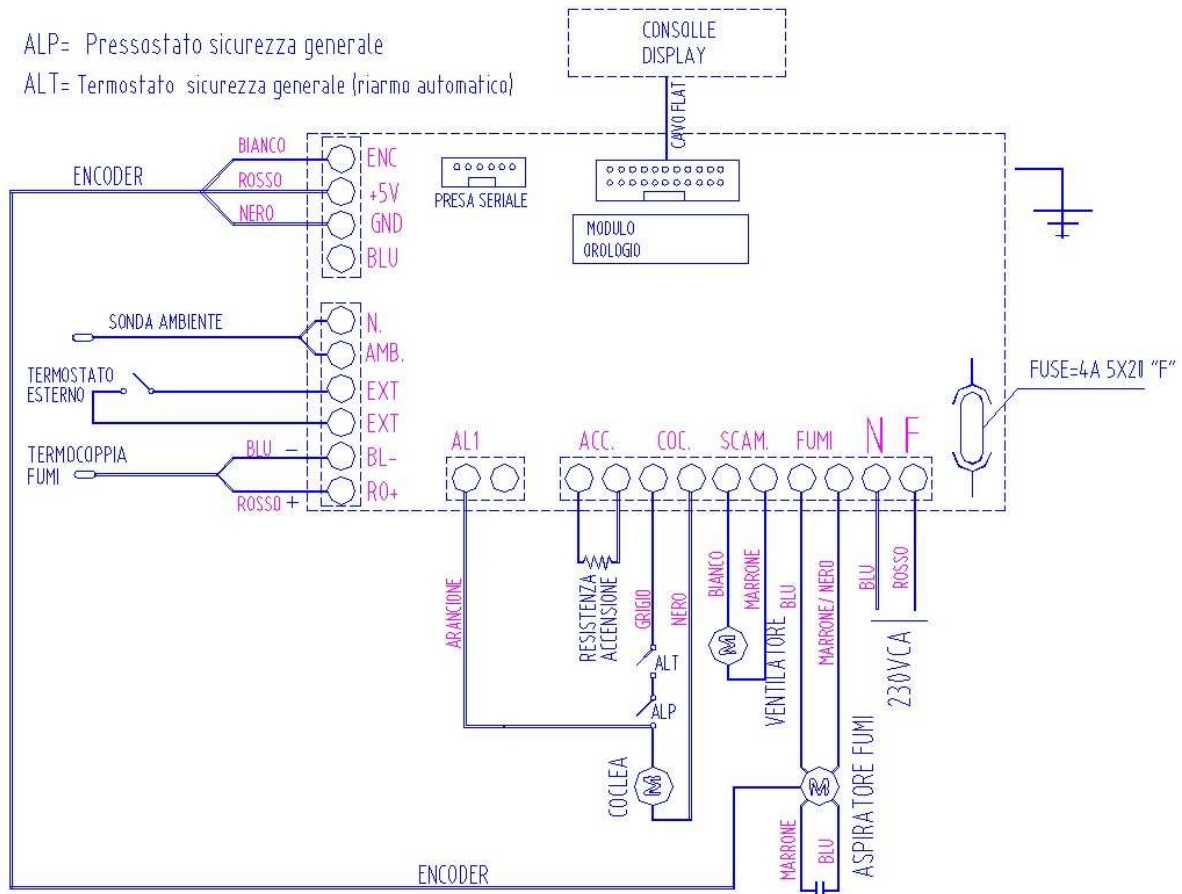 ALP= Pressostato sicurezza generale
ALT= Termostato sicurezza generale (riarmo automatico)
CONSOLLE
DISPLAY
CAVO FLAT
ENCODER
BIANCO
ROSSO
NERO
ENC
+5V
GND
BLU
PRESA SERIALE
MODULO
OROLOGIO
SONDA AMBIENTE
N.
AMB.
TERMOSTATO
ESTERNO
EXT
EXT
TERMOCOPPIA
FUMI
BLU -
ROSSO +
BL-
RO+
FUSE=4A 5X20 "F"
AL1
ACC.
COC.
SCAM.
FUMI
N
F
ARANCIONE
RESISTENZA
ACCENSIONE
GRIGIO
NERO
BIANCO
MARRONE
BLU
MARRONE/ NERO
BLU
ROSSO
ALT
ALP
M
VENTILATORE
230VCA
COCLEA
M
M
ASPIRATORE FUMI
MARRONE
BLU
ENCODER